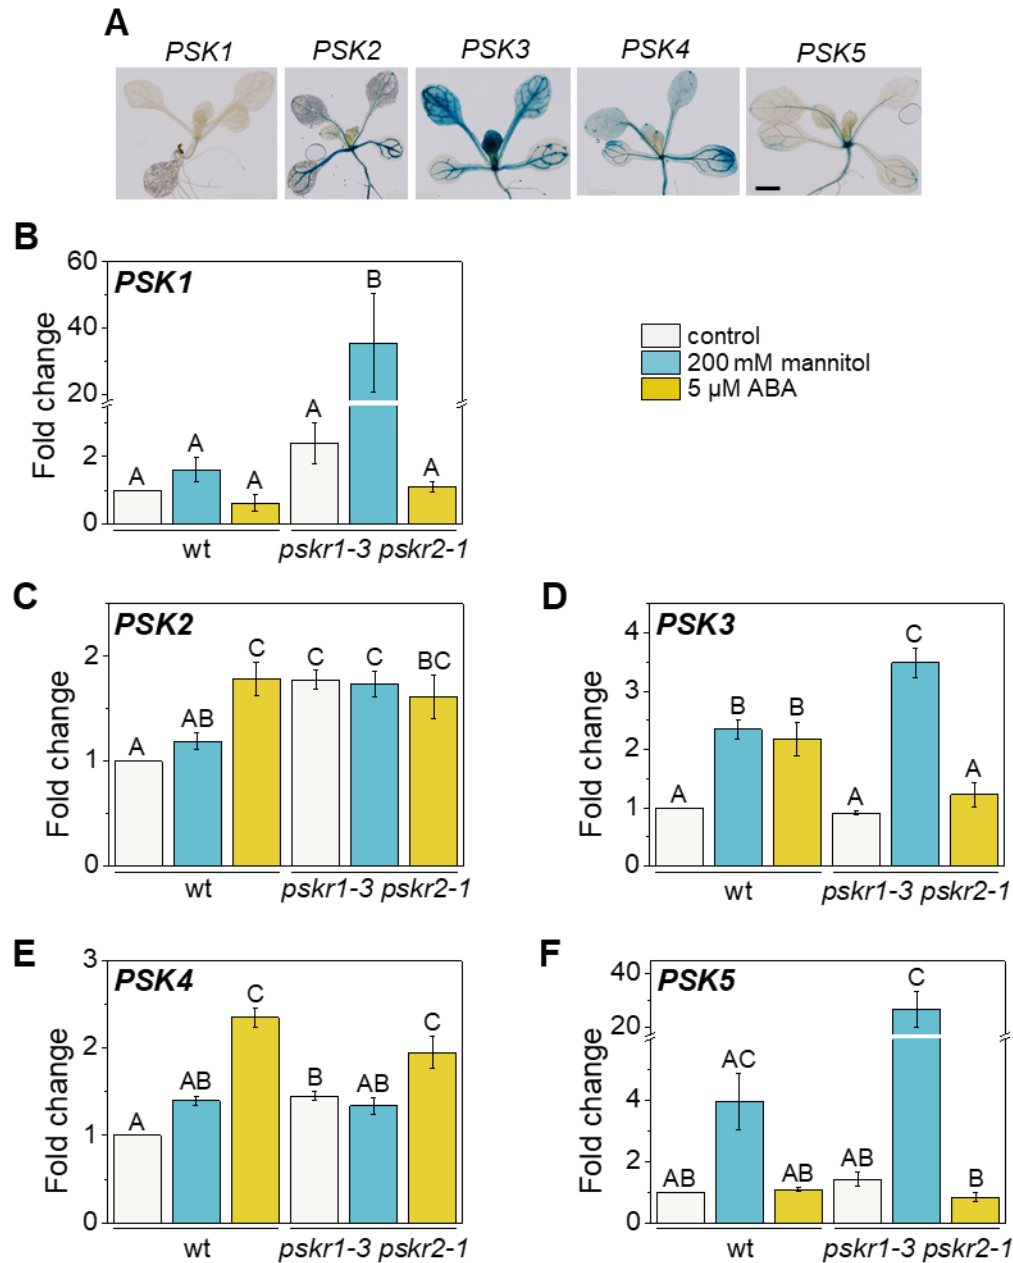 A
PSK1 PSK2 PSK3 PSK4 PSK5
B
PSK1
Fold change
60
40
20
2
0
A A A A B A
wt pskr1-3 pskr2-1
control
200 mM mannitol
5 µM ABA
C
PSK2
Fold change
2
1
0
A AB C C C BC
wt pskr1-3 pskr2-1
D
PSK3
Fold change
4
3
2
1
0
A B B A C A
wt pskr1-3 pskr2-1
E
PSK4
Fold change
3
2
1
0
A AB C B AB C
wt pskr1-3 pskr2-1
F
PSK5
Fold change
40
20
4
2
0
AB AC AB AB C B
wt pskr1-3 pskr2-1